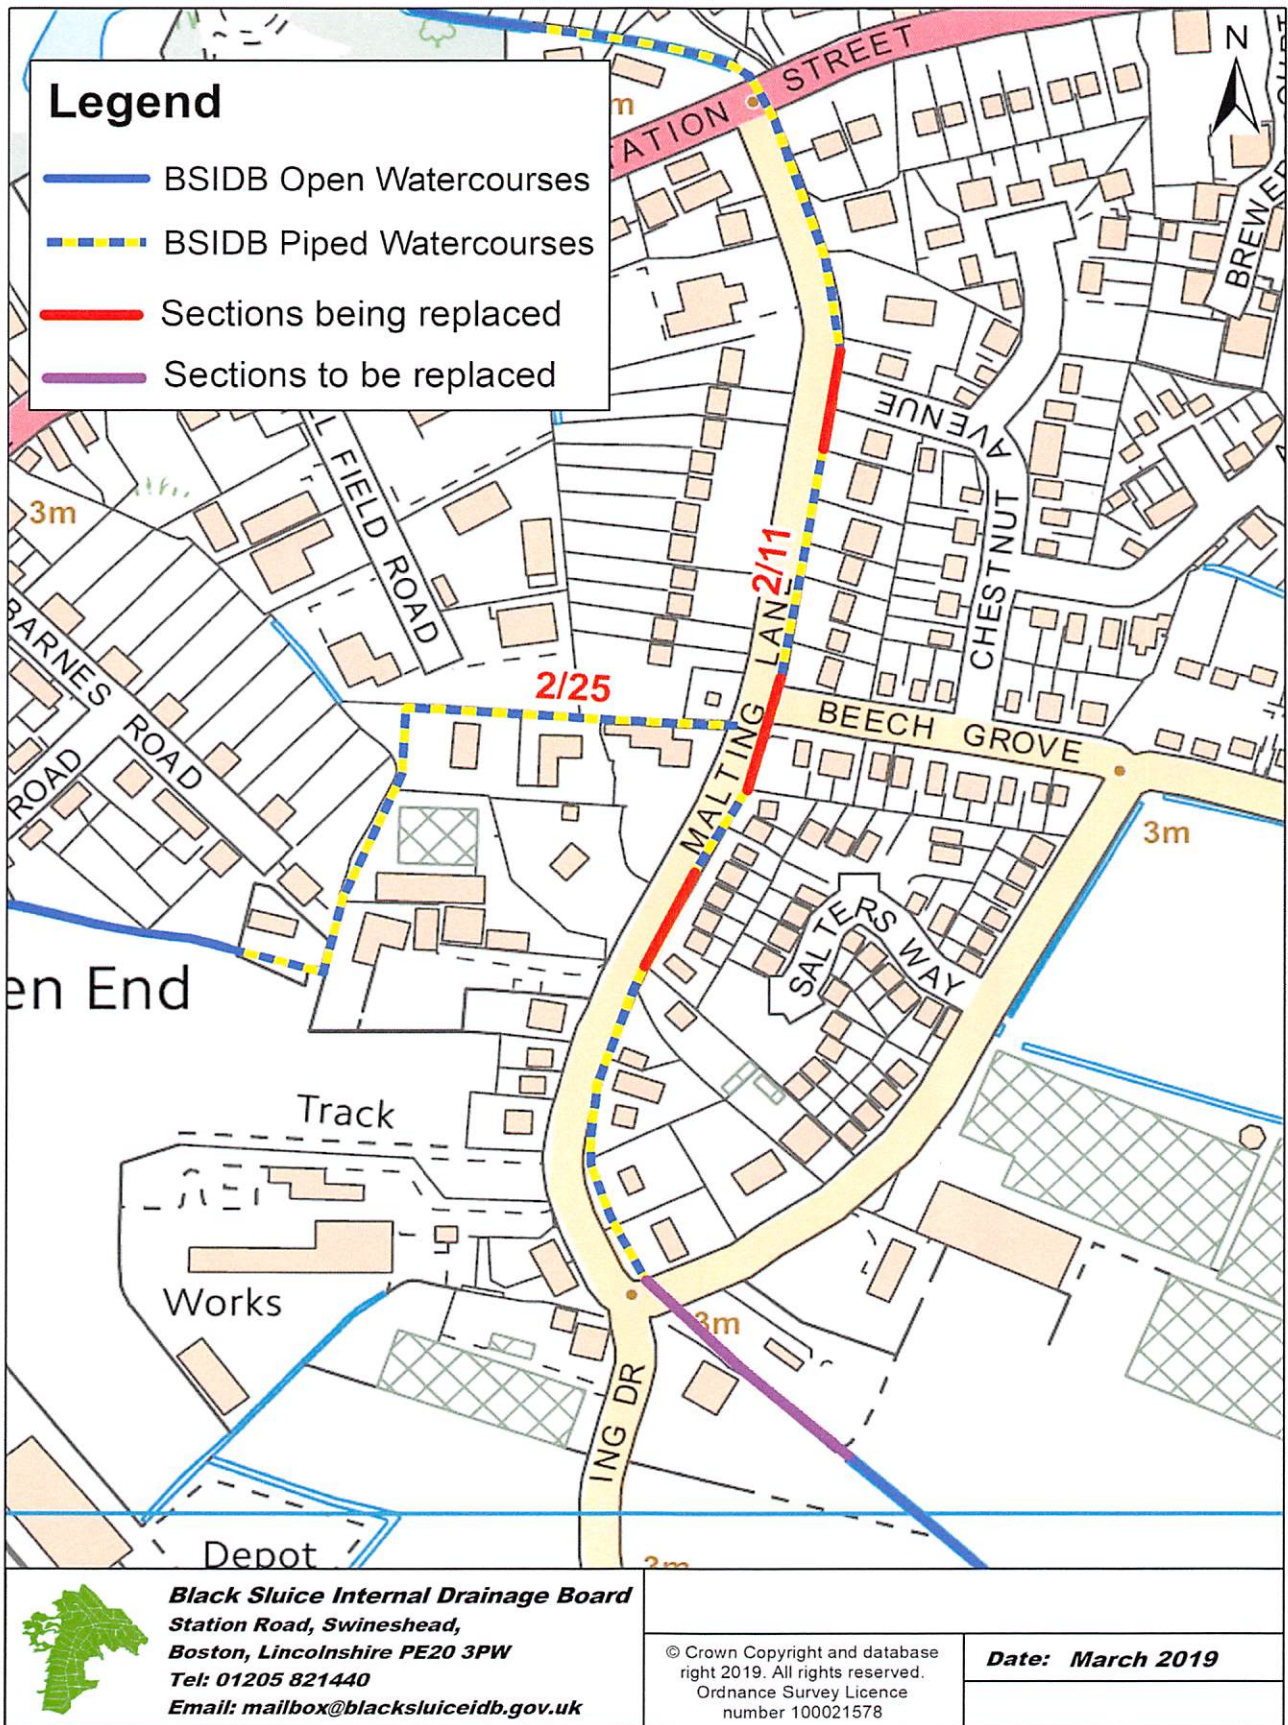 N
STREET
TATION
m
Legend
BSIDB Open Watercourses
BSIDB Piped Watercourses
Sections being replaced
Sections to be replaced
AVENUE
CHESTNUT
3m
L FIELD ROAD
2/11
MALTING LAN
2/25
BARNES ROAD
ROAD
BEECH GROVE
3m
SALTERS WAY
en End
Track
Works
3m
ING DR
Depot
Black Sluice Internal Drainage Board
Station Road, Swineshead,
Boston, Lincolnshire PE20 3PW
Tel: 01205 821440
Email: mailbox@blacksluiceidb.gov.uk
© Crown Copyright and database
right 2019. All rights reserved.
Ordnance Survey Licence
number 100021578
Date: March 2019